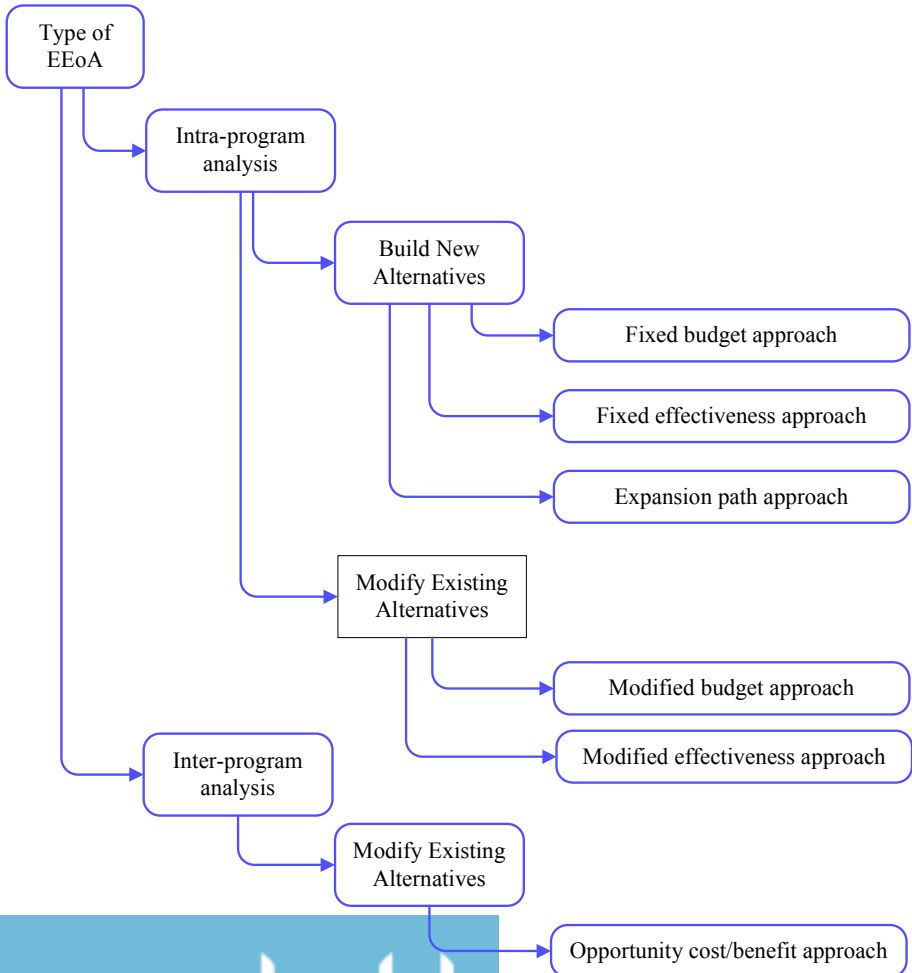 Type of
EEoA
Intra-program
analysis
Build New
Alternatives
Fixed budget approach
Fixed effectiveness approach
Expansion path approach
Modify Existing
Alternatives
Modified budget approach
Modified effectiveness approach
Inter-program
analysis
Modify Existing
Alternatives
Opportunity cost/benefit approach